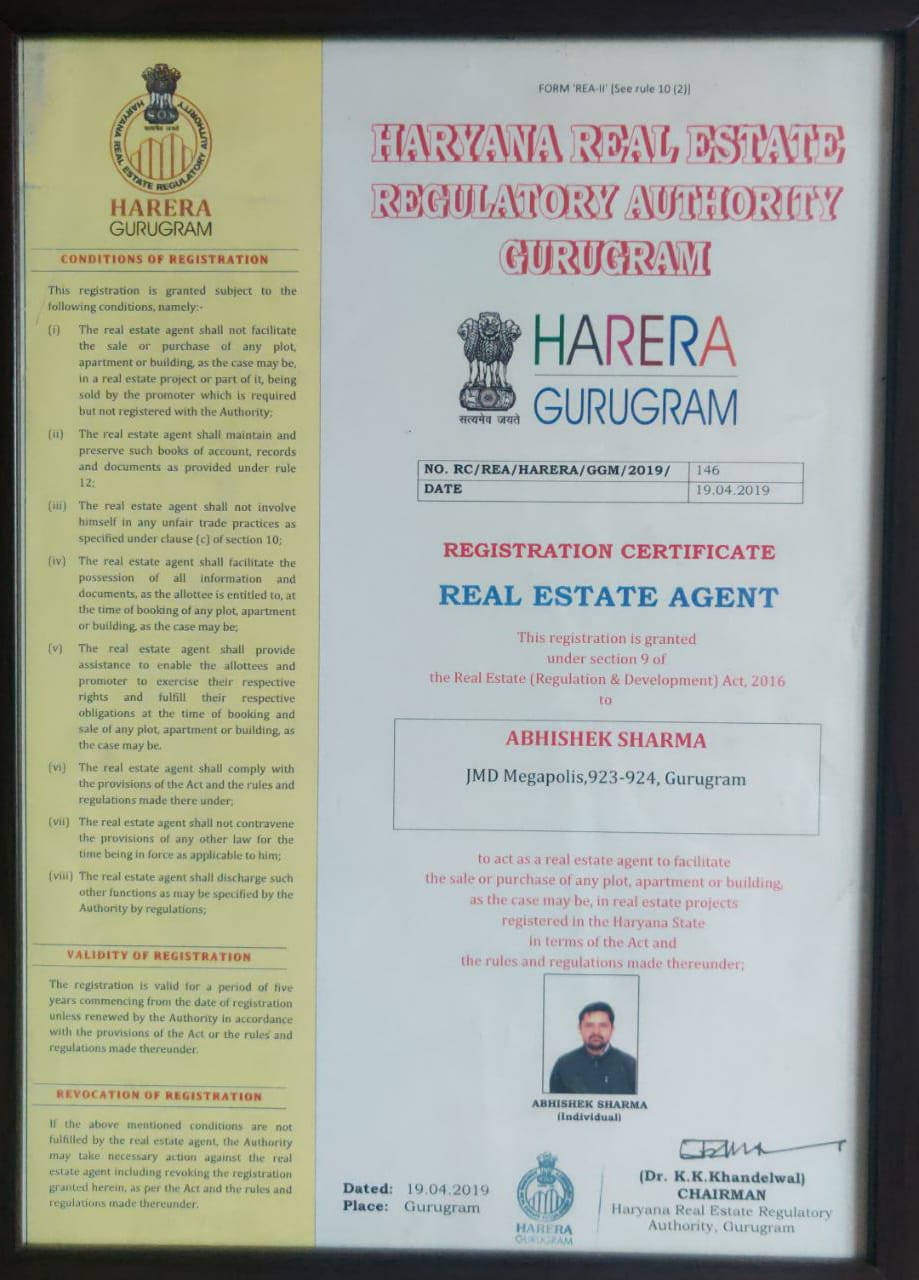 HARYANA REAL ESTATE REGULATORY AUTHORITY
सत्यमेव जयते
HARERA
GURUGRAM
CONDITIONS OF REGISTRATION
This registration is granted subject to the
following conditions, namely:-
(i) The real estate agent shall not facilitate
the sale or purchase of any plot,
apartment or building, as the case may be,
in a real estate project or part of it, being
sold by the promoter which is required
but not registered with the Authority;
(ii) The real estate agent shall maintain and
preserve such books of account, records
and documents as provided under rule
12;
(iii) The real estate agent shall not involve
himself in any unfair trade practices as
specified under clause (c) of section 10;
(iv) The real estate agent shall facilitate the
possession of all information and
documents, as the allottee is entitled to, at
the time of booking of any plot, apartment
or building, as the case may be;
(v) The real estate agent shall provide
assistance to enable the allottees and
promoter to exercise their respective
rights and fulfill their respective
obligations at the time of booking and
sale of any plot, apartment or building, as
the case may be.
(vi) The real estate agent shall comply with
the provisions of the Act and the rules and
regulations made there under;
(vii) The real estate agent shall not contravene
the provisions of any other law for the
time being in force as applicable to him;
(viii) The real estate agent shall discharge such
other functions as may be specified by the
Authority by regulations;
VALIDITY OF REGISTRATION
The registration is valid for a period of five
years commencing from the date of registration
unless renewed by the Authority in accordance
with the provisions of the Act or the rules and
regulations made thereunder.
REVOCATION OF REGISTRATION
If the above mentioned conditions are not
fulfilled by the real estate agent, the Authority
may take necessary action against the real
estate agent including revoking the registration
granted herein, as per the Act and the rules and
regulations made thereunder.
FORM 'REA-II' [See rule 10 (2)]
HARYANA REAL ESTATE
REGULATORY AUTHORITY
GURUGRAM
HARERA
सत्यमेव जयते GURUGRAM
NO. RC/REA/HARERA/GGM/2019/ 146
DATE 19.04.2019
REGISTRATION CERTIFICATE
REAL ESTATE AGENT
This registration is granted
under section 9 of
the Real Estate (Regulation & Development) Act, 2016
to
ABHISHEK SHARMA
JMD Megapolis,923-924, Gurugram
to act as a real estate agent to facilitate
the sale or purchase of any plot, apartment or building,
as the case may be, in real estate projects
registered in the Haryana State
in terms of the Act and
the rules and regulations made thereunder;
ABHISHEK SHARMA
(Individual)
Dated: 19.04.2019
Place: Gurugram
HARERA
GURUGRAM
(Dr. K.K.Khandelwal)
CHAIRMAN
Haryana Real Estate Regulatory
Authority, Gurugram